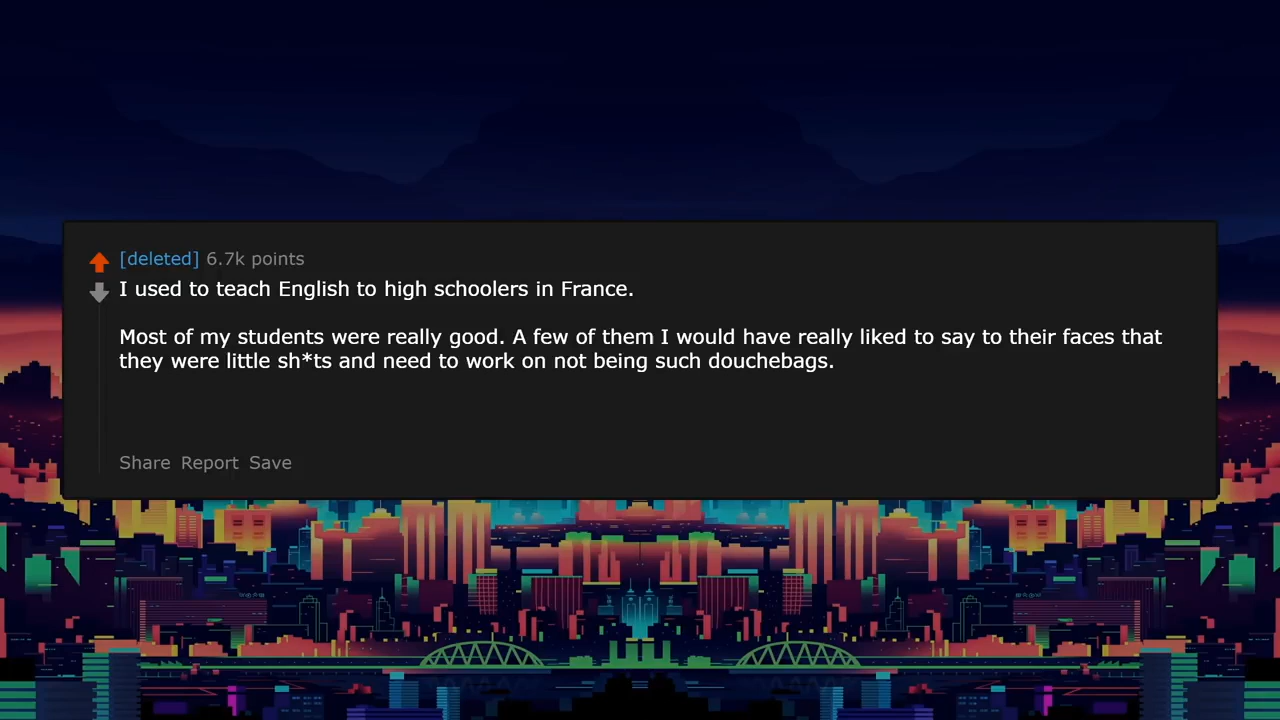 [deleted] 6.7k points
I used to teach English to high schoolers in France.
Most of my students were really good. A few of them I would have really liked to say to their faces that
they were little sh*ts and need to work on not being such douchebags.
Share Report Save